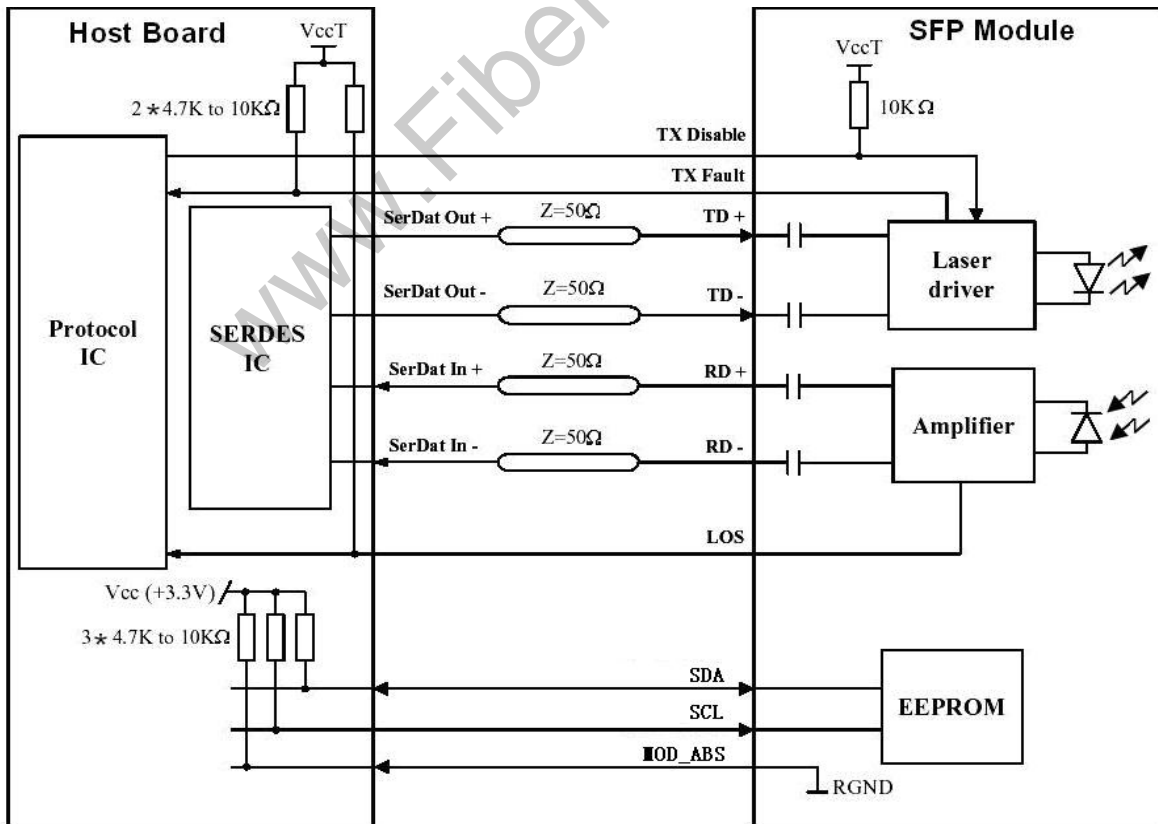 Host Board
SFP Module
VccT
VccT
2*4.7K to 10KΩ
10KΩ
TX Disable
TX Fault
SerDat Out +
Z=50Ω
TD +
SerDat Out -
Z=50Ω
TD -
Laser
driver
Protocol
IC
SERDES
IC
SerDat In +
Z=50Ω
RD +
SerDat In -
Z=50Ω
RD -
Amplifier
LOS
Vcc (+3.3V)
3*4.7K to 10KΩ
SDA
SCL
MOD_ABS
EEPROM
RGND
www.Fiber